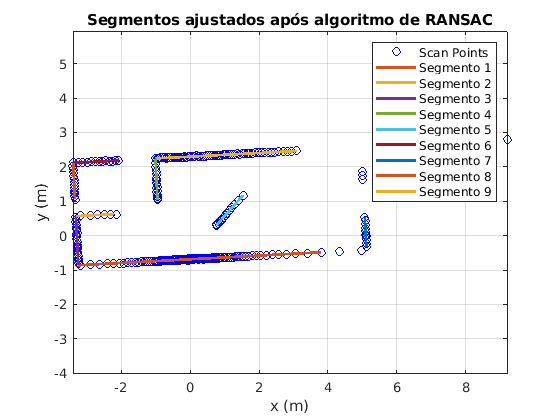 Segmentos ajustados após algoritmo de RANSAC
Scan Points
Segmento 1
Segmento 2
Segmento 3
Segmento 4
Segmento 5
Segmento 6
Segmento 7
Segmento 8
Segmento 9
5
4
3
2
1
0
-1
-2
-3
-4
y (m)
-2 0 2 4 6 8
x (m)